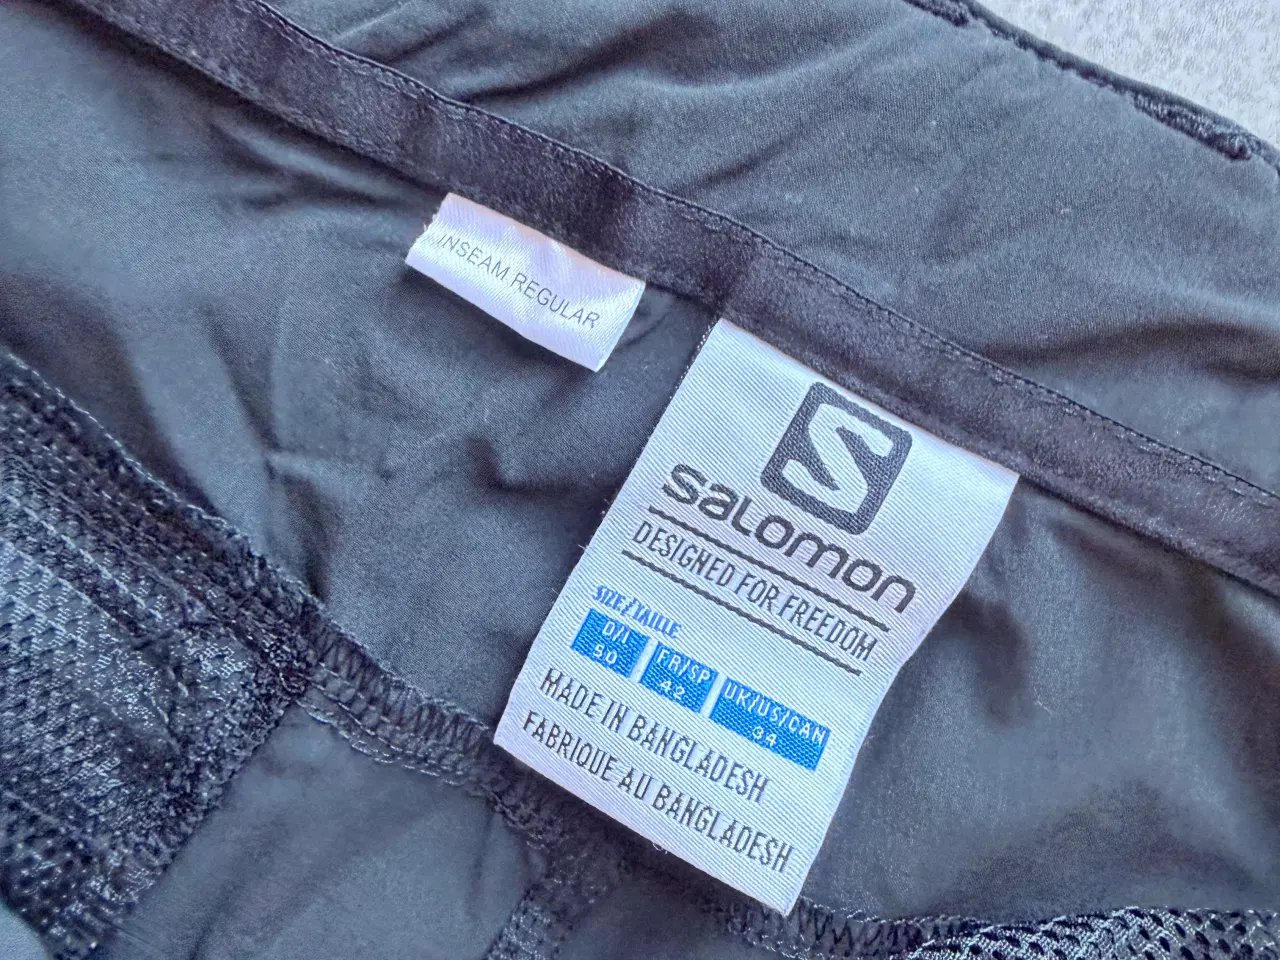 INSEAM REGULAR
S
SALOMON
DESIGNED FOR FREEDOM
SIZE/TAILLE
D/I FR/SP UK/US/CAN
50 42 34
MADE IN BANGLADESH
FABRIQUE AU BANGLADESH